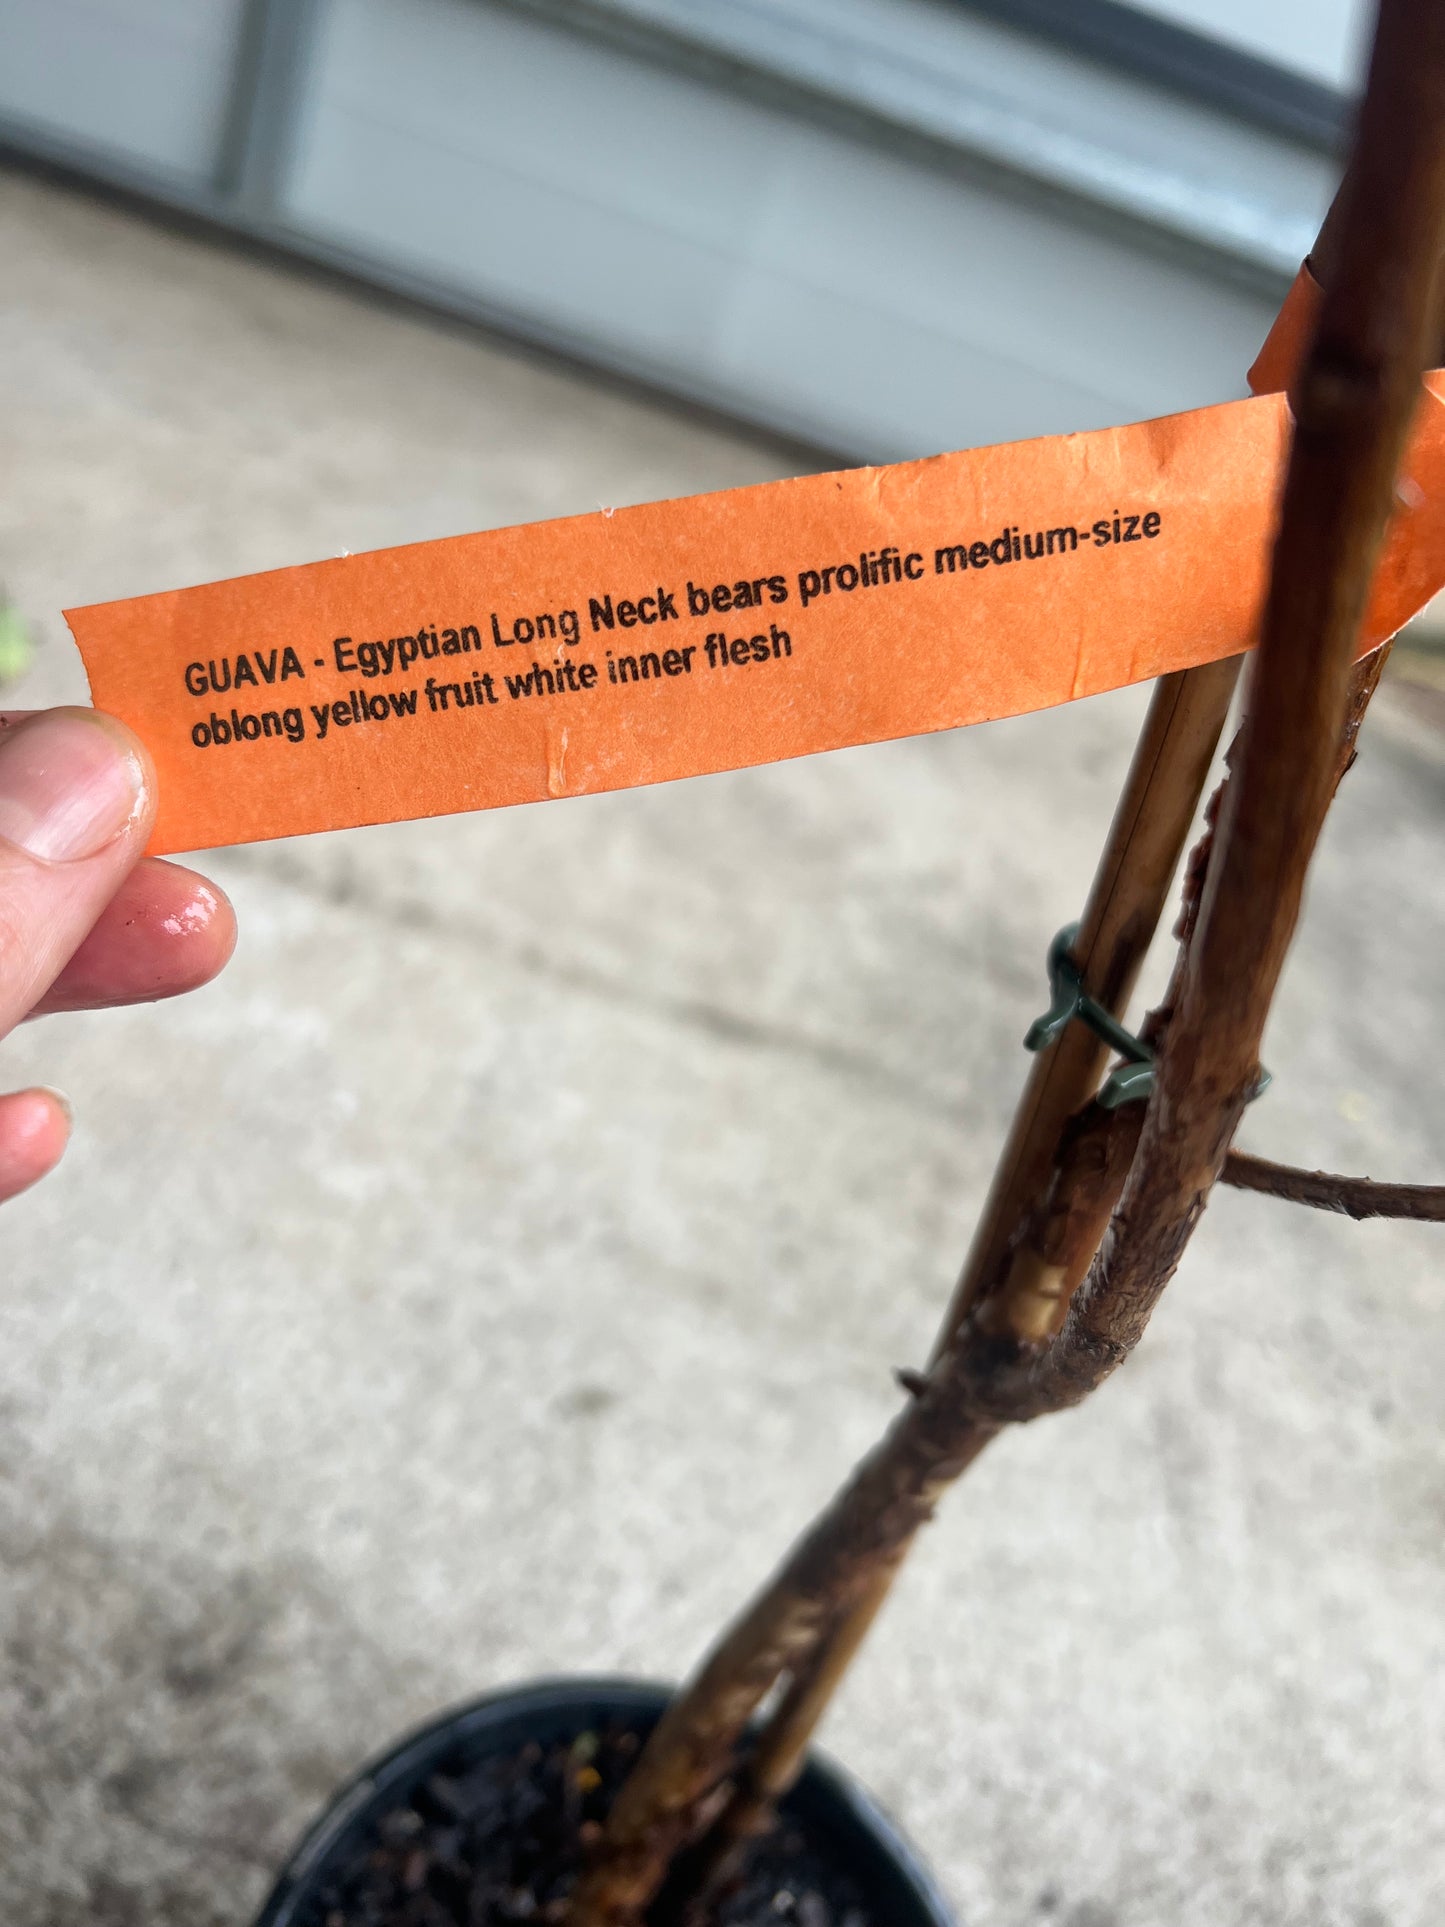 GUAVA - Egyptian Long Neck bears prolific medium-size
oblong yellow fruit white inner flesh